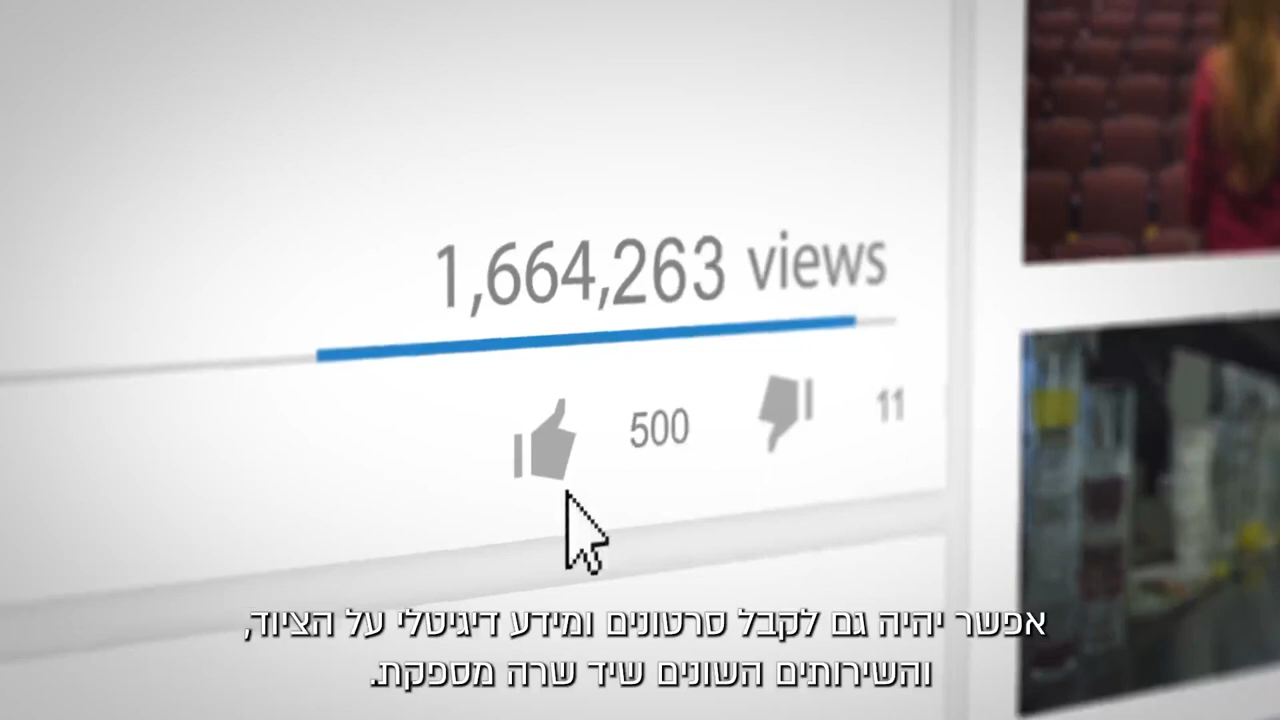 1,664,263 views
500 11
אפשר יהיה גם לקבל סרטונים ומידע דיגיטלי על הציוד,
והשירותים השונים שיד שרה מספקת.